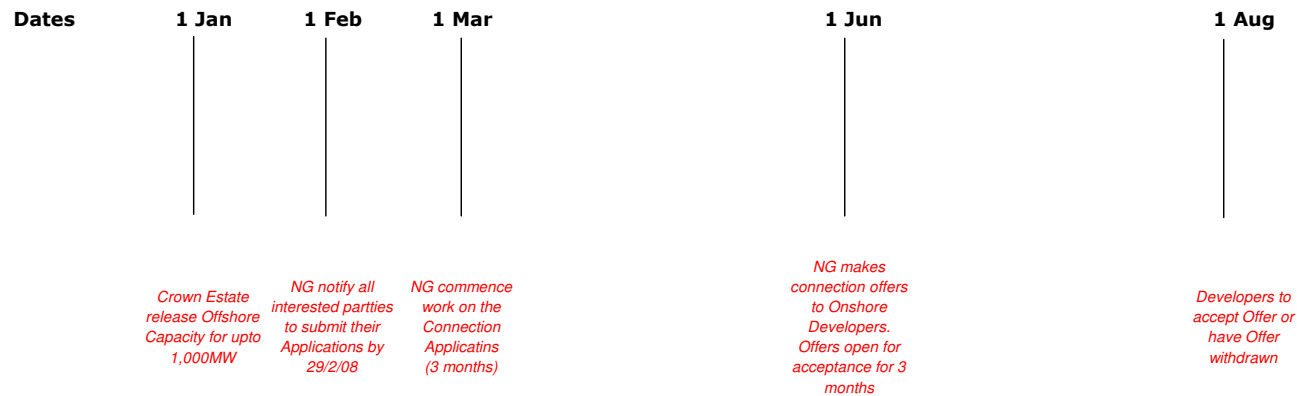 Dates 1 Jan 1 Feb 1 Mar 1 Jun 1 Aug
Crown Estate
release Offshore
Capacity for upto
1,000MW
NG notify all
interested partties
to submit their
Applications by
29/2/08
NG commence
work on the
Connection
Applicatins
(3 months)
NG makes
connection offers
to Onshore
Developers.
Offers open for
acceptance for 3
months
Developers to
accept Offer or
have Offer
withdrawn